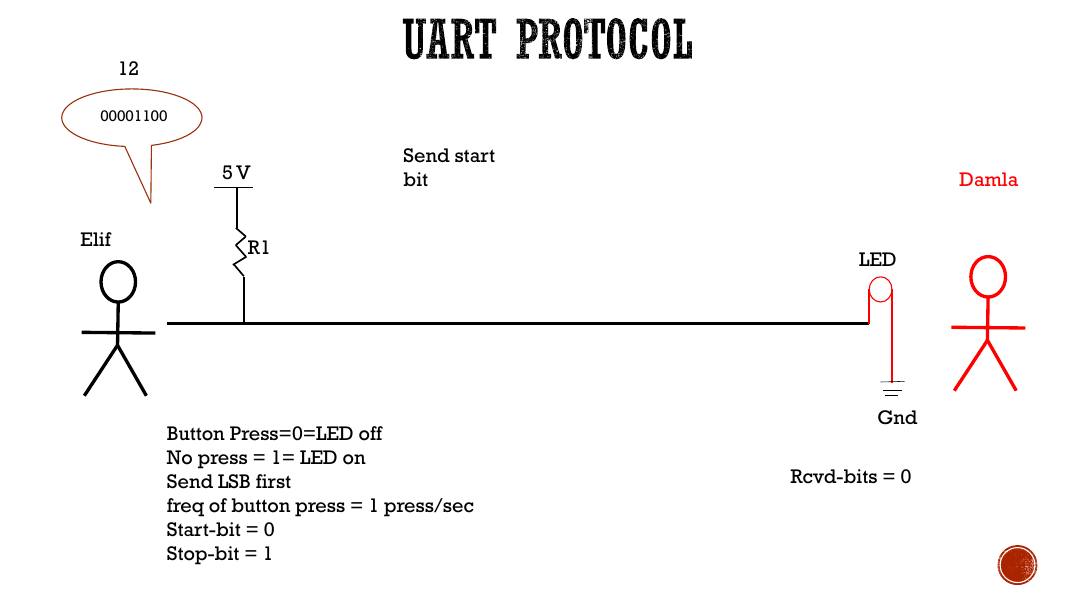 UART PROTOCOL
12
00001100
Send start
bit
5 V
Damla
Elif
R1
LED
Gnd
Button Press=0=LED off
No press = 1= LED on
Send LSB first
freq of button press = 1 press/sec
Start-bit = 0
Stop-bit = 1
Rcvd-bits = 0